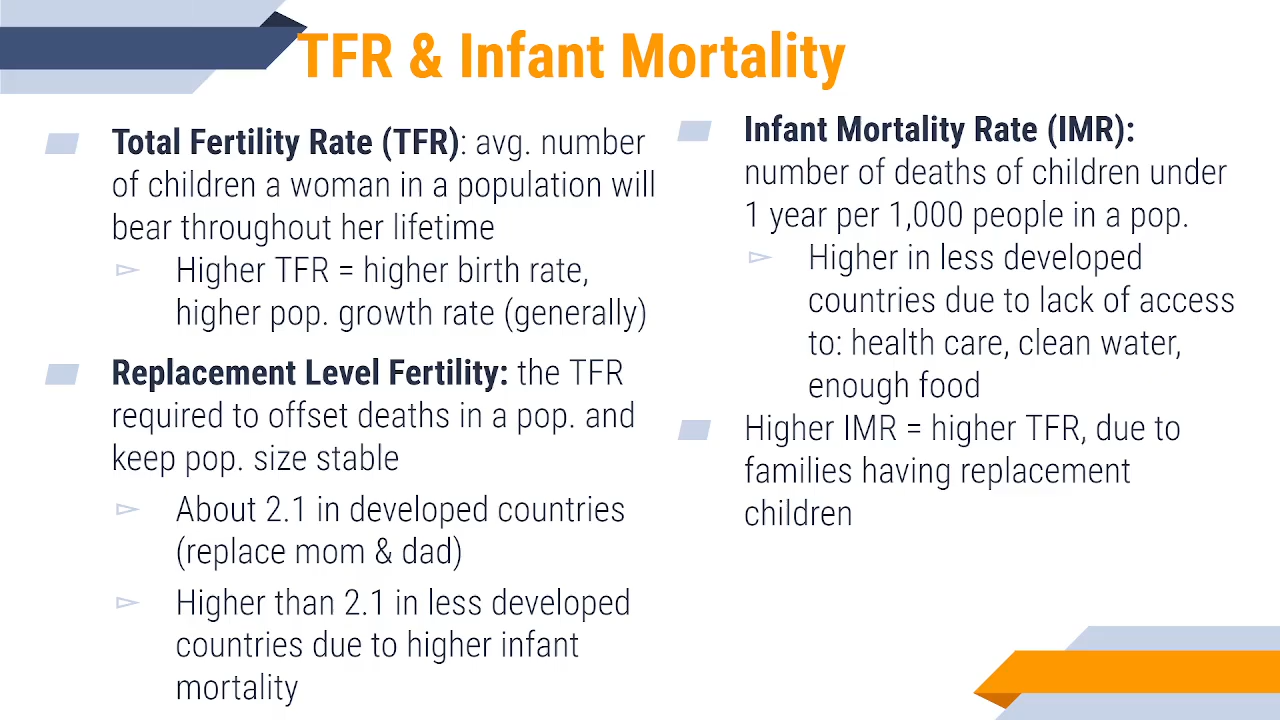 TFR & Infant Mortality
Total Fertility Rate (TFR): avg. number
of children a woman in a population will
bear throughout her lifetime
Higher TFR = higher birth rate,
higher pop. growth rate (generally)
Replacement Level Fertility: the TFR
required to offset deaths in a pop. and
keep pop. size stable
About 2.1 in developed countries
(replace mom & dad)
Higher than 2.1 in less developed
countries due to higher infant
mortality
Infant Mortality Rate (IMR):
number of deaths of children under
1 year per 1,000 people in a pop.
Higher in less developed
countries due to lack of access
to: health care, clean water,
enough food
Higher IMR = higher TFR, due to
families having replacement
children